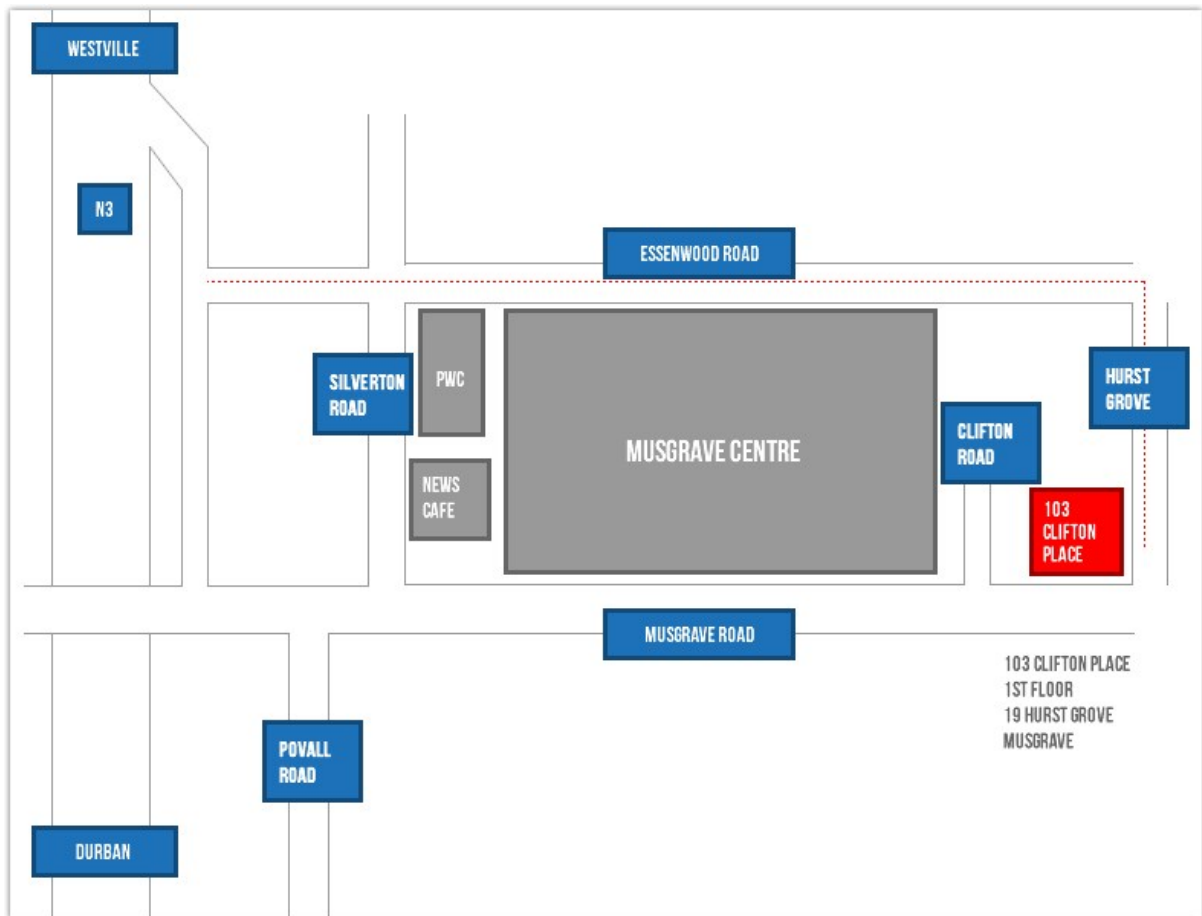 WESTVILLE
N3
ESSENWOOD ROAD
SILVERTON
ROAD
PWC
MUSGRAVE CENTRE
HURST
GROVE
CLIFTON
ROAD
NEWS
CAFE
103
CLIFTON
PLACE
MUSGRAVE ROAD
103 CLIFTON PLACE
1ST FLOOR
19 HURST GROVE
MUSGRAVE
POVALL
ROAD
DURBAN